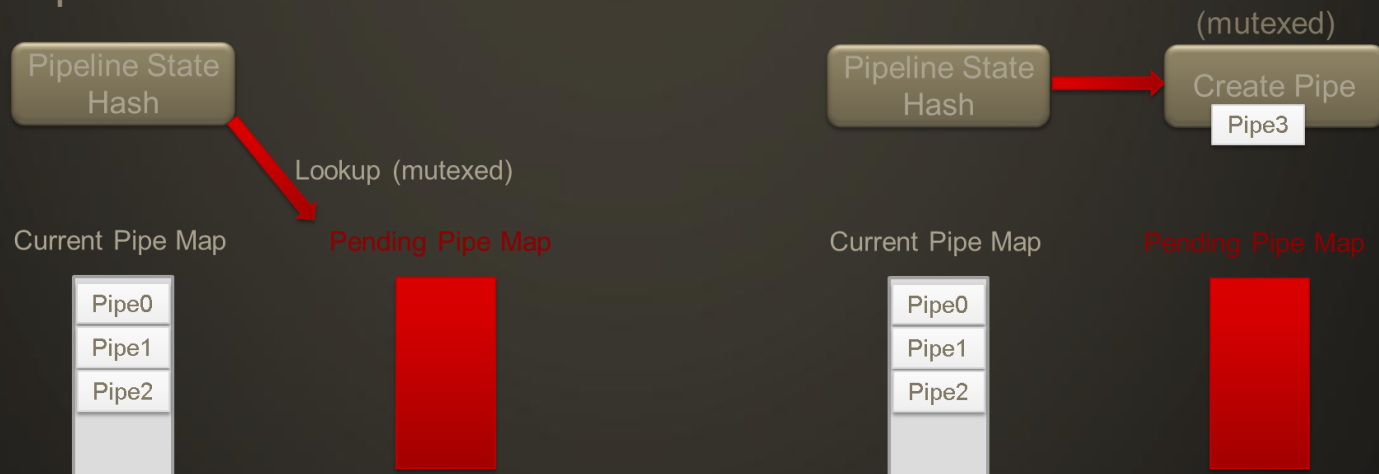 Pipeline State
Hash
Lookup (mutexed)
Current Pipe Map
Pending Pipe Map
Pipe0
Pipe1
Pipe2
(mutexed)
Pipeline State
Hash
Create Pipe
Pipe3
Current Pipe Map
Pending Pipe Map
Pipe0
Pipe1
Pipe2